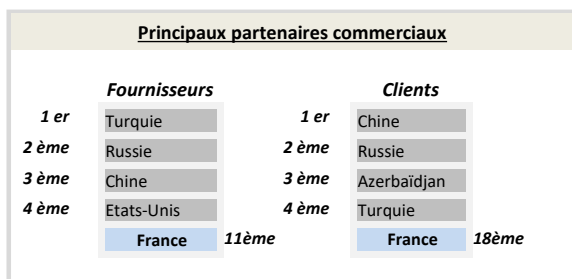 Principaux partenaires commerciaux
Fournisseurs Clients
1 er Turquie 1 er Chine
2 ème Russie 2 ème Russie
3 ème Chine 3 ème Azerbaïdjan
4 ème Etats-Unis 4 ème Turquie
France 11ème France 18ème